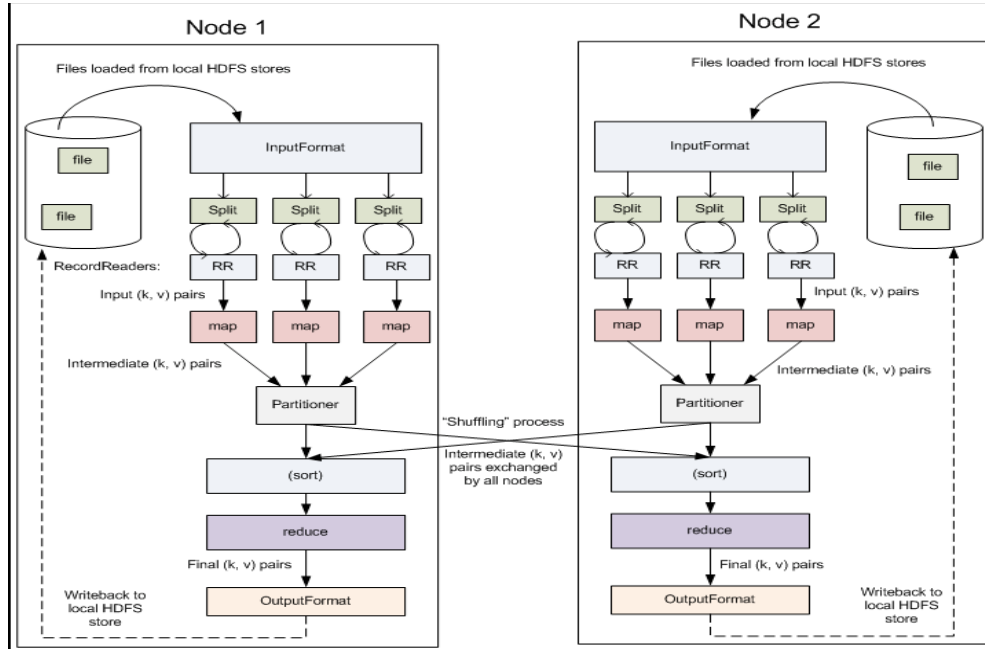 Node 1
Files loaded from local HDFS stores
InputFormat
file
file
Split
Split
Split
RecordReaders:
RR
RR
RR
Input (k, v) pairs
map
map
map
Intermediate (k, v) pairs
Partitioner
"Shuffling" process
Intermediate (k, v)
pairs exchanged
by all nodes
(sort)
reduce
Final (k, v) pairs
OutputFormat
Writeback to
local HDFS
store
Node 2
Files loaded from local HDFS stores
InputFormat
file
file
Split
Split
Split
RR
RR
RR
Input (k, v) pairs
map
map
map
Intermediate (k, v) pairs
Partitioner
(sort)
reduce
Final (k, v) pairs
OutputFormat
Writeback to
local HDFS
store